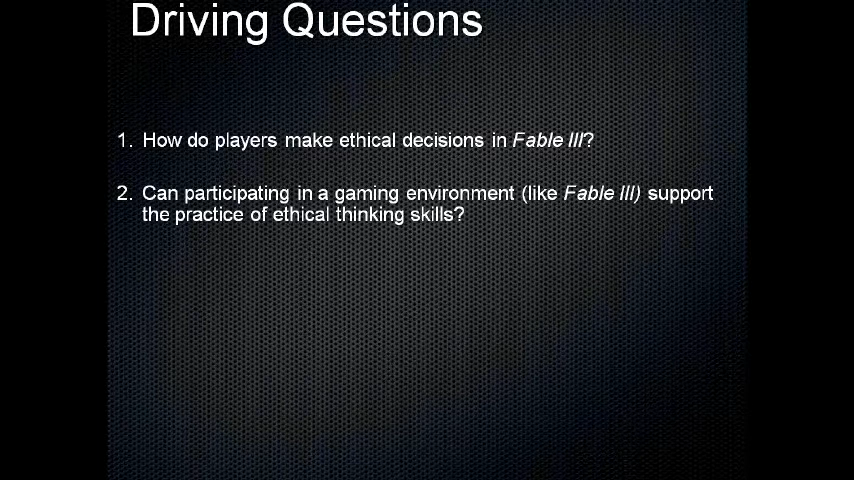 Driving Questions
1. How do players make ethical decisions in Fable III?
2. Can participating in a gaming environment (like Fable III) support
the practice of ethical thinking skills?